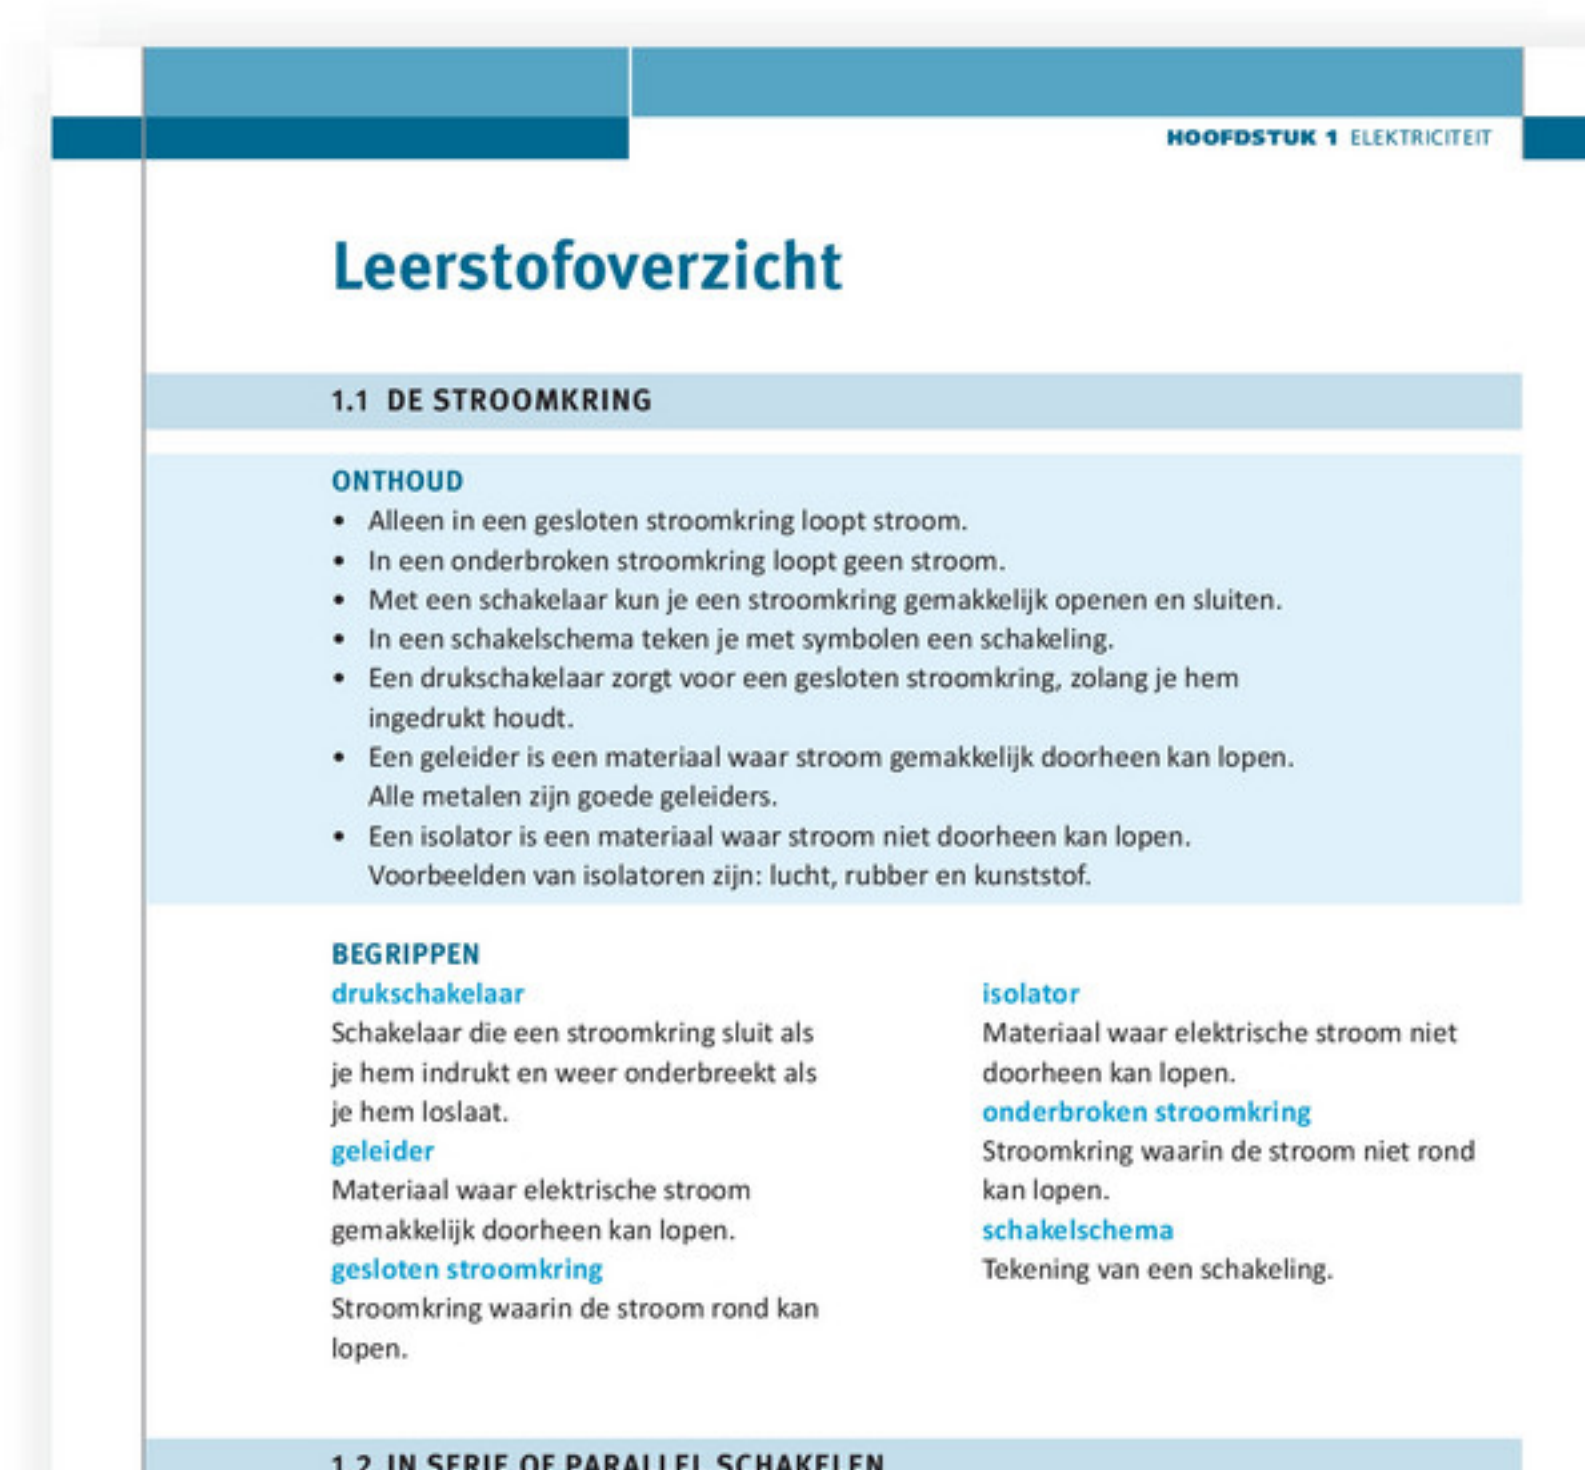 HOOFDSTUK 1 ELEKTRICITEIT
Leerstofoverzicht
1.1 DE STROOMKRING
ONTHOUD
• Alleen in een gesloten stroomkring loopt stroom.
• In een onderbroken stroomkring loopt geen stroom.
• Met een schakelaar kun je een stroomkring gemakkelijk openen en sluiten.
• In een schakelschema teken je met symbolen een schakeling.
• Een drukschakelaar zorgt voor een gesloten stroomkring, zolang je hem
ingedrukt houdt.
• Een geleider is een materiaal waar stroom gemakkelijk doorheen kan lopen.
Alle metalen zijn goede geleiders.
• Een isolator is een materiaal waar stroom niet doorheen kan lopen.
Voorbeelden van isolatoren zijn: lucht, rubber en kunststof.
BEGRIPPEN
drukschakelaar
Schakelaar die een stroomkring sluit als
je hem indrukt en weer onderbreekt als
je hem loslaat.
geleider
Materiaal waar elektrische stroom
gemakkelijk doorheen kan lopen.
gesloten stroomkring
Stroomkring waarin de stroom rond kan
lopen.
isolator
Materiaal waar elektrische stroom niet
doorheen kan lopen.
onderbroken stroomkring
Stroomkring waarin de stroom niet rond
kan lopen.
schakelschema
Tekening van een schakeling.
1.2 IN SERIE OF PARALLEL SCHAKELEN